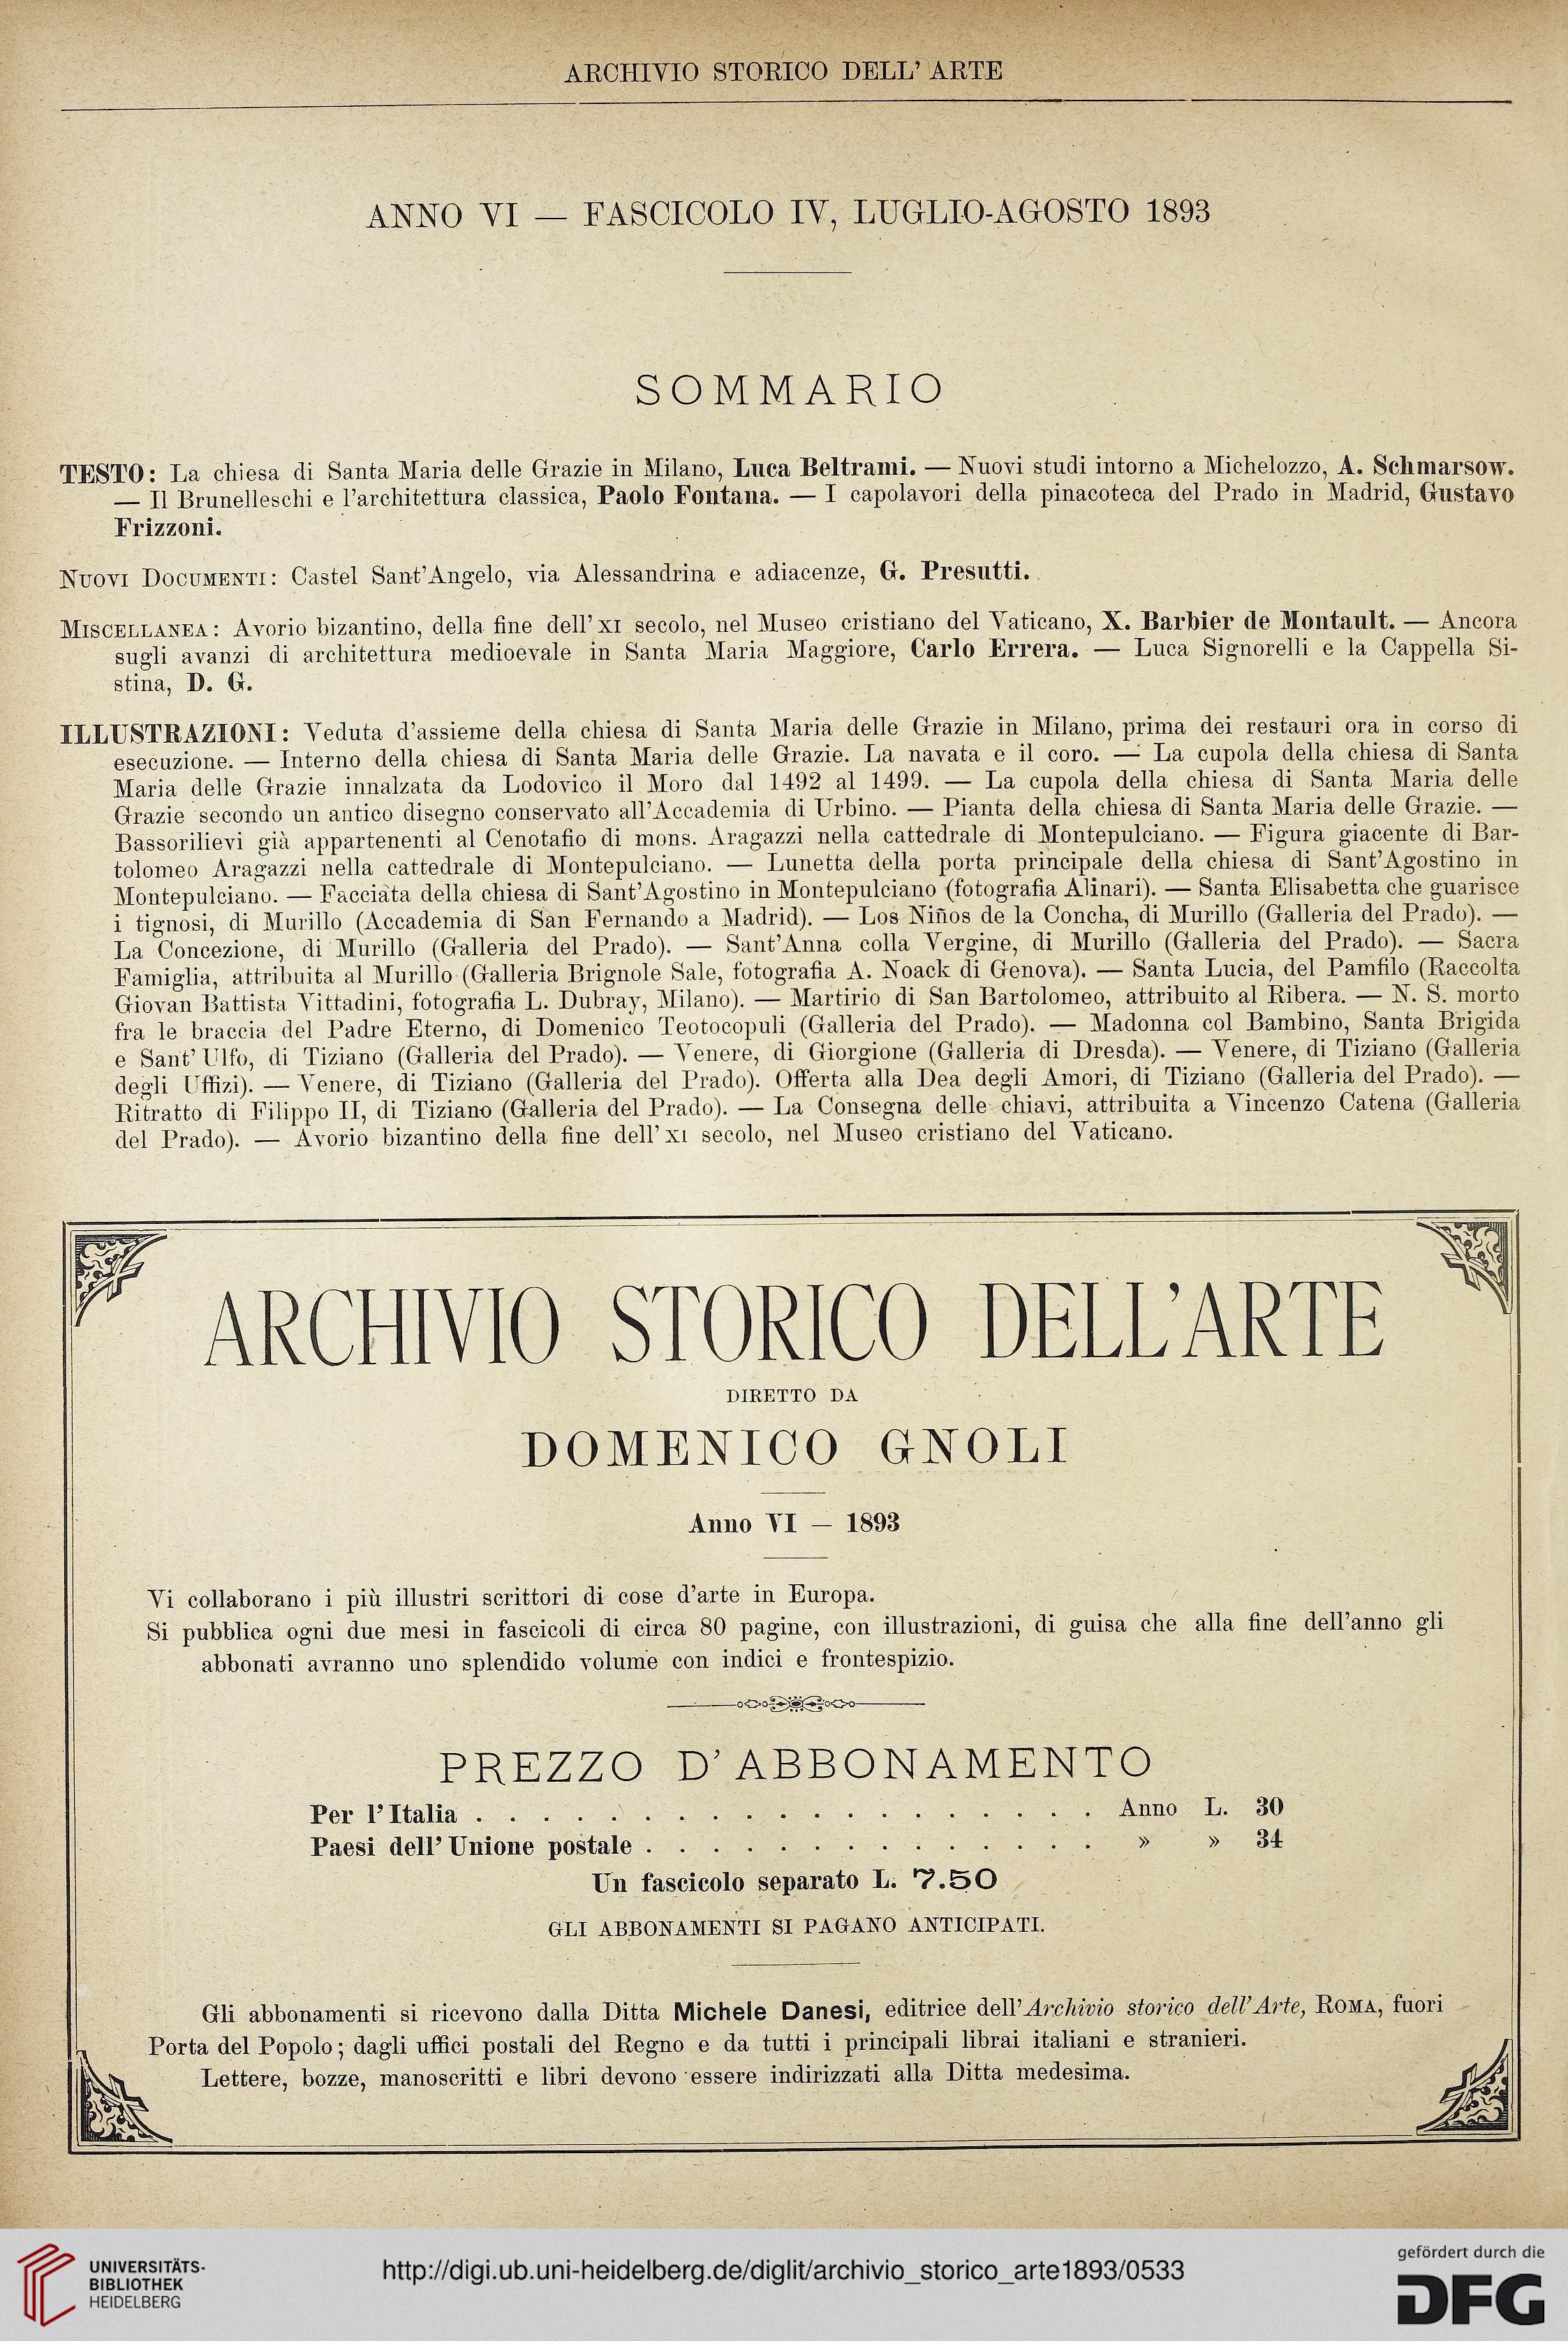 ARCHIVIO STORICO DELL' ARTE
ANNO VI — FASCICOLO IV, LUGLIO-AGOSTO 1893
SOMMARIO
TESTO: La chiesa di Santa Maria delle Grazie in Milano, Luca Beltrami. — Nuovi studi intorno a Michelozzo, A. Schmarsow.
— Il Brunelleschi e l'architettura classica, Paolo Fontana. — I capolavori della pinacoteca del Prado in Madrid, Gustavo
Frizzoni.
NUOVI DOCUMENTI: Castel Sant'Angelo, via Alessandrina e adiacenze, G. Presutti.
MISCELLANEA: Avorio bizantino, della fine dell'XI secolo, nel Museo cristiano del Vaticano, X. Barbier de Montault. — Ancora
sugli avanzi di architettura medioevale in Santa Maria Maggiore, Carlo Errera. — Luca Signorelli e la Cappella Si-
stina, D. G.
ILLUSTRAZIONI: Veduta d'assieme della chiesa di Santa Maria delle Grazie in Milano, prima dei restauri ora in corso di
esecuzione. — Interno della chiesa di Santa Maria delle Grazie. La navata e il coro. — La cupola della chiesa di Santa
Maria delle Grazie innalzata da Lodovico il Moro dal 1492 al 1499. — La cupola della chiesa di Santa Maria delle
Grazie secondo un antico disegno conservato all'Accademia di Urbino. — Pianta della chiesa di Santa Maria delle Grazie. —
Bassorilievi già appartenenti al Cenotafio di mons. Aragazzi nella cattedrale di Montepulciano. — Figura giacente di Bar-
tolomeo Aragazzi nella cattedrale di Montepulciano. — Lunetta della porta principale della chiesa di Sant'Agostino in
Montepulciano. — Facciata della chiesa di Sant'Agostino in Montepulciano (fotografia Alinari). — Santa Elisabetta che guarisce
i tignosi, di Murillo (Accademia di San Fernando a Madrid). — Los Niños de la Concha, di Murillo (Galleria del Prado). —
La Concezione, di Murillo (Galleria del Prado). — Sant'Anna colla Vergine, di Murillo (Galleria del Prado). — Sacra
Famiglia, attribuita al Murillo (Galleria Brignole Sale, fotografia A. Noack di Genova). — Santa Lucia, del Pamfilo (Raccolta
Giovan Battista Vittadini, fotografia L. Dubray, Milano). — Martirio di San Bartolomeo, attribuito al Ribera. — N. S. morto
fra le braccia del Padre Eterno, di Domenico Teotocopuli (Galleria del Prado). — Madonna col Bambino, Santa Brigida
e Sant'Ulfo, di Tiziano (Galleria del Prado). — Venere, di Giorgione (Galleria di Dresda). — Venere, di Tiziano (Galleria
degli Uffizi). — Venere, di Tiziano (Galleria del Prado). Offerta alla Dea degli Amori, di Tiziano (Galleria del Prado). —
Ritratto di Filippo II, di Tiziano (Galleria del Prado). — La Consegna delle chiavi, attribuita a Vincenzo Catena (Galleria
del Prado). — Avorio bizantino della fine dell'XI secolo, nel Museo cristiano del Vaticano.
ARCHIVIO STORICO DELL'ARTE
DIRETTO DA
DOMENICO GNOLI
Anno VI — 1893
Vi collaborano i più illustri scrittori di cose d'arte in Europa.
Si pubblica ogni due mesi in fascicoli di circa 80 pagine, con illustrazioni, di guisa che alla fine dell'anno gli
abbonati avranno uno splendido volume con indici e frontespizio.
PREZZO D'ABBONAMENTO
Per l'Italia . . . . . . . . . . . . . . . . . . . Anno L. 30
Paesi dell'Unione postale . . . . . . . . . . . . . . » » 34
Un fascicolo separato L. 7.50
GLI ABBONAMENTI SI PAGANO ANTICIPATI.
Gli abbonamenti si ricevono dalla Ditta Michele Danesi, editrice dell'Archivio storico dell'Arte, ROMA, fuori
Porta del Popolo; dagli uffici postali del Regno e da tutti i principali librai italiani e stranieri.
Lettere, bozze, manoscritti e libri devono essere indirizzati alla Ditta medesima.
UNIVERSITÄTS-
BIBLIOTHEK
HEIDELBERG
http://digi.ub.uni-heidelberg.de/diglit/archivio_storico_arte1893/0533
gefördert durch die
DFG